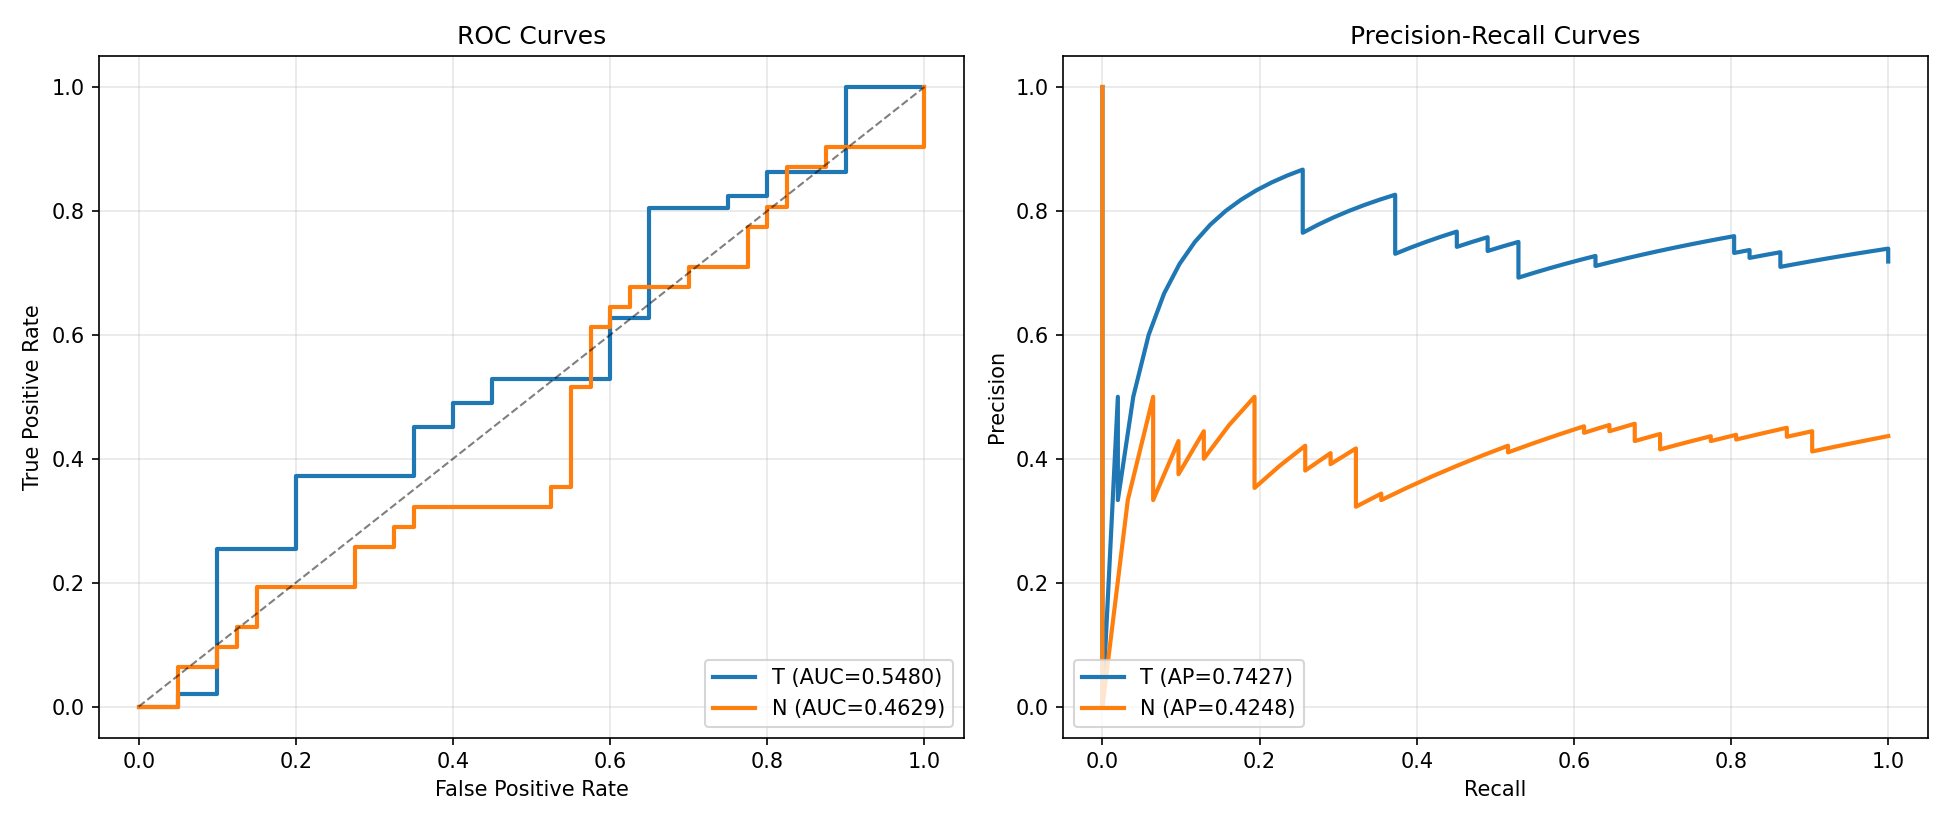 ROC Curves
True Positive Rate
1.0
0.8
0.6
0.4
0.2
0.0
T (AUC=0.5480)
N (AUC=0.4629)
0.0 0.2 0.4 0.6 0.8 1.0
False Positive Rate
Precision-Recall Curves
Precision
1.0
0.8
0.6
0.4
0.2
0.0
T (AP=0.7427)
N (AP=0.4248)
0.0 0.2 0.4 0.6 0.8 1.0
Recall